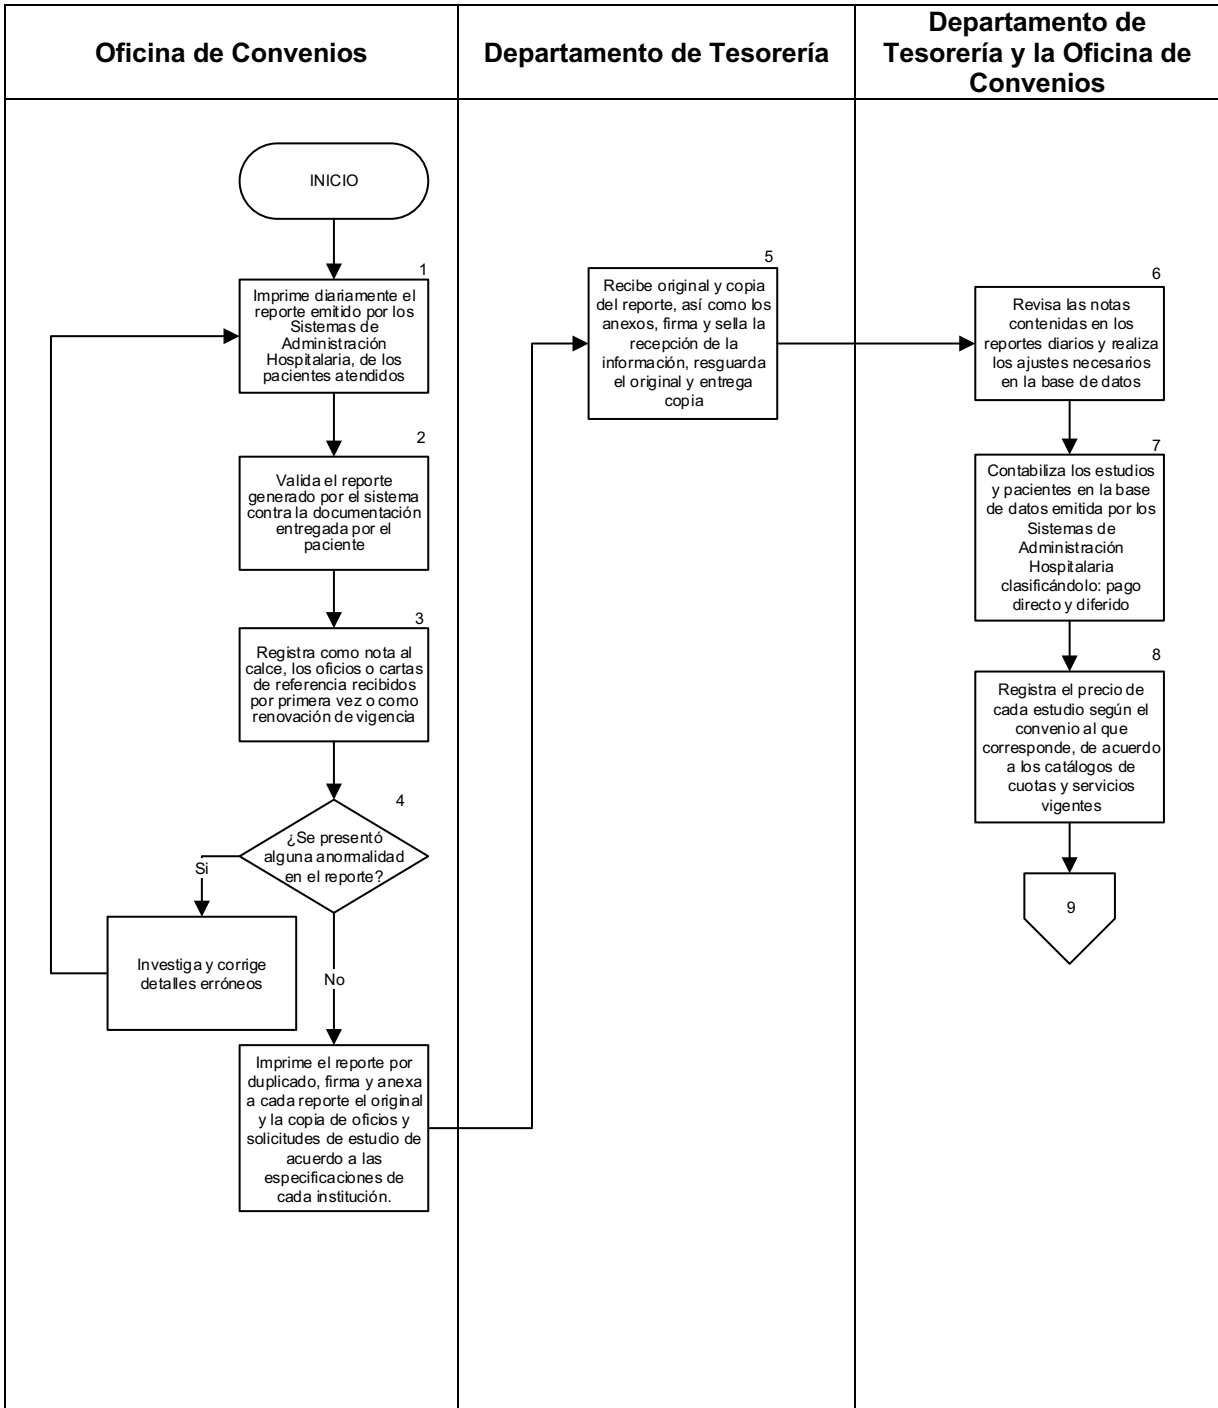 Oficina de Convenios
Departamento de Tesorería
Departamento de
Tesorería y la Oficina de
Convenios
INICIO
1
Imprime diariamente el
reporte emitido por los
Sistemas de
Administración
Hospitalaria, de los
pacientes atendidos
2
Valida el reporte
generado por el sistema
contra la documentación
entregada por el
paciente
3
Registra como nota al
calce, los oficios o cartas
de referencia recibidos
por primera vez o como
renovación de vigencia
4
¿Se presentó
alguna anormalidad
en el reporte?
Si
Investiga y corrige
detalles erróneos
No
Imprime el reporte por
duplicado, firma y anexa
a cada reporte el original
y la copia de oficios y
solicitudes de estudio de
acuerdo a las
especificaciones de
cada institución.
5
Recibe original y copia
del reporte, así como los
anexos, firma y sella la
recepción de la
información, resguarda
el original y entrega
copia
6
Revisa las notas
contenidas en los
reportes diarios y realiza
los ajustes necesarios
en la base de datos
7
Contabiliza los estudios
y pacientes en la base
de datos emitida por los
Sistemas de
Administración
Hospitalaria
clasificándolo: pago
directo y diferido
8
Registra el precio de
cada estudio según el
convenio al que
corresponde, de acuerdo
a los catálogos de
cuotas y servicios
vigentes
9